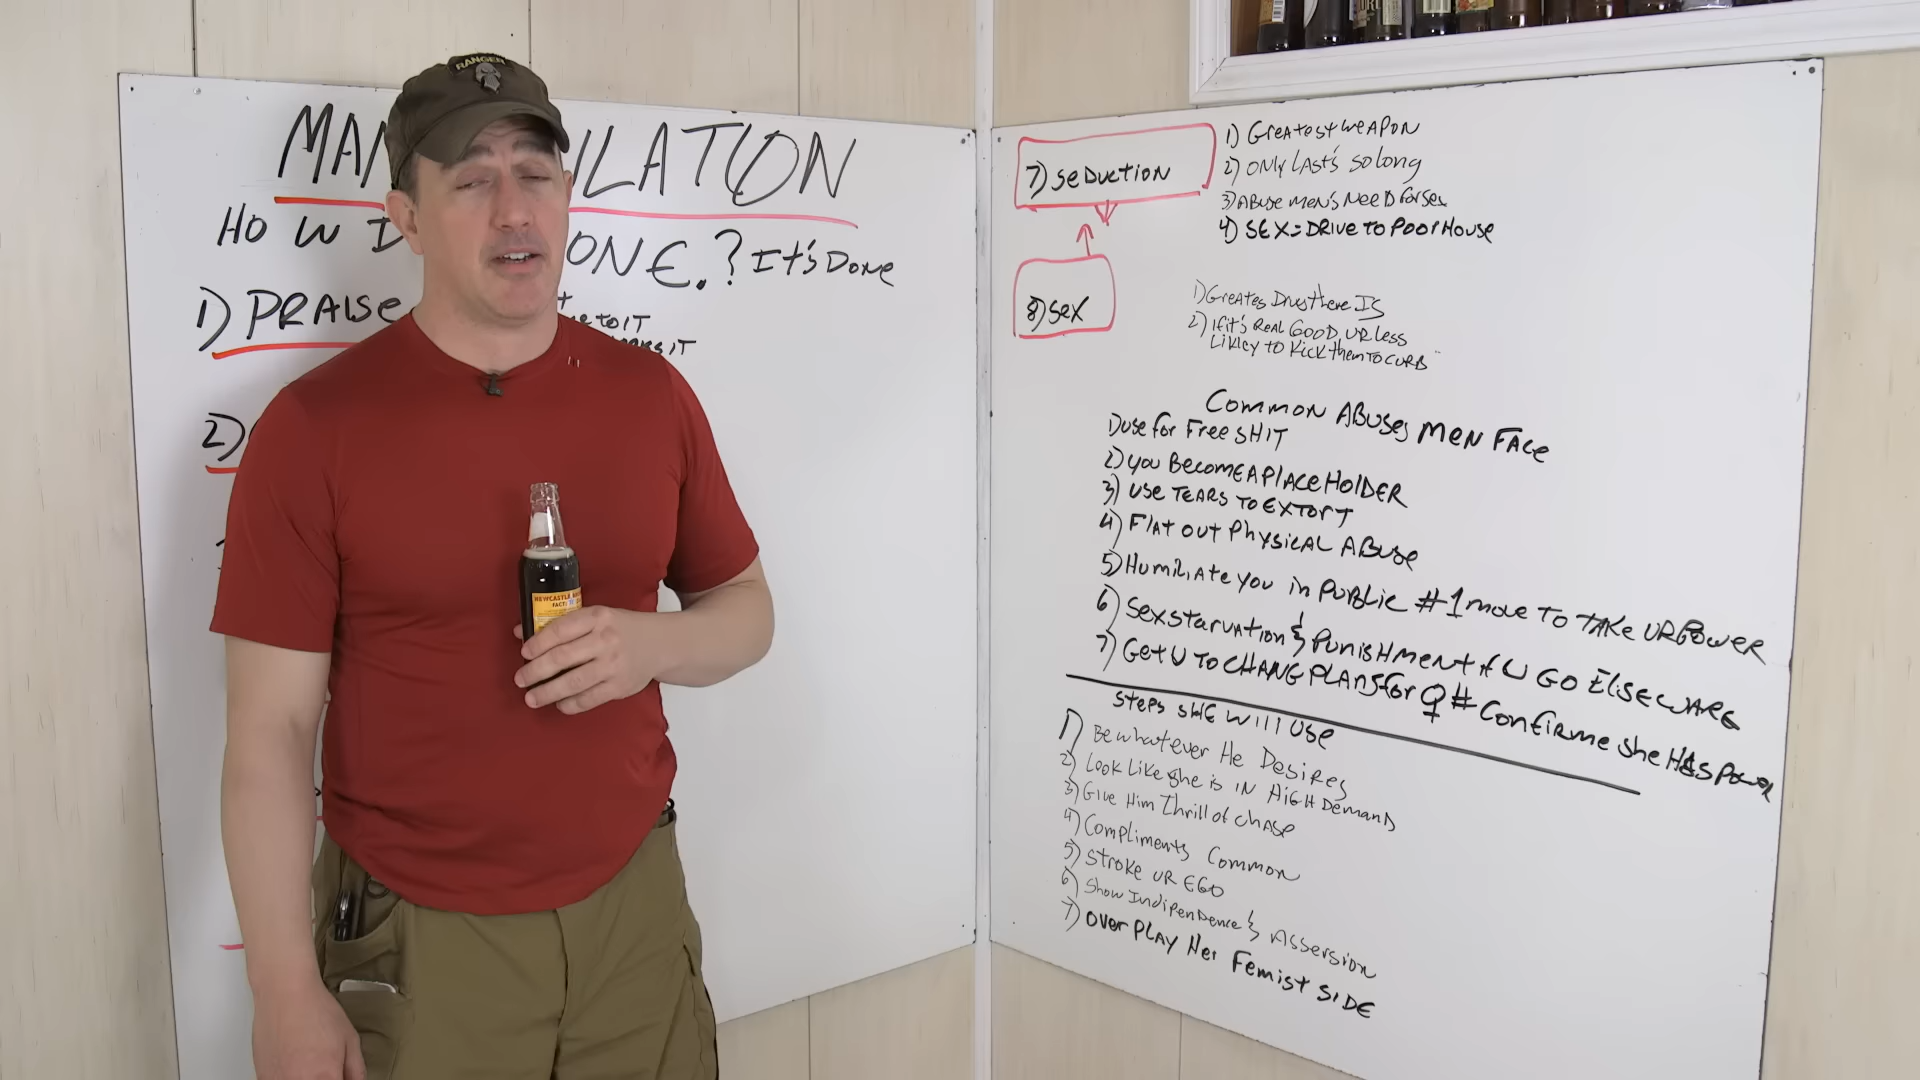 RANGER
MAN ULATION
HOW I ONE.? It's Done
1) PRAISE
to IT
IT
2)
NEWCASTLE
7) SeDuctION
1) GreAtest weAPON
2) ONly LAst's so long
3) ABuse men's NeeD for sex
4) SEX = DRIVE TO POOr House
8) Sex
1) GreAtes Drug there IS
2) If it's ReAl GOOD, UR Less
Likley to Kick them To CURB
Common ABuses MeN FAce
1) use for Free SHIT
2) you BecomE A PlAce HOlDER
3) use TEARS TO EXTORT
4) FlAt out PhysicAL ABuse
5) HumiliAte you in PuBlic #1 move TO TAKe UR Power
6) Sex stArvAtion & PuniSHMeNt if U GO ElSEWARE
7) Get U TO CHANG PLANS for ♀ # Confirme She HAS Power
Steps SHE will use
1) Be whatever He Desires
2) Look Like she is IN HiGH DemAnD
3) Give Him Thrill of chAse
4) Compliments Common
5) Stroke UR EGO
6) Show IndipenDence & Assersion
7) Over PLAY Her Femist SIDE